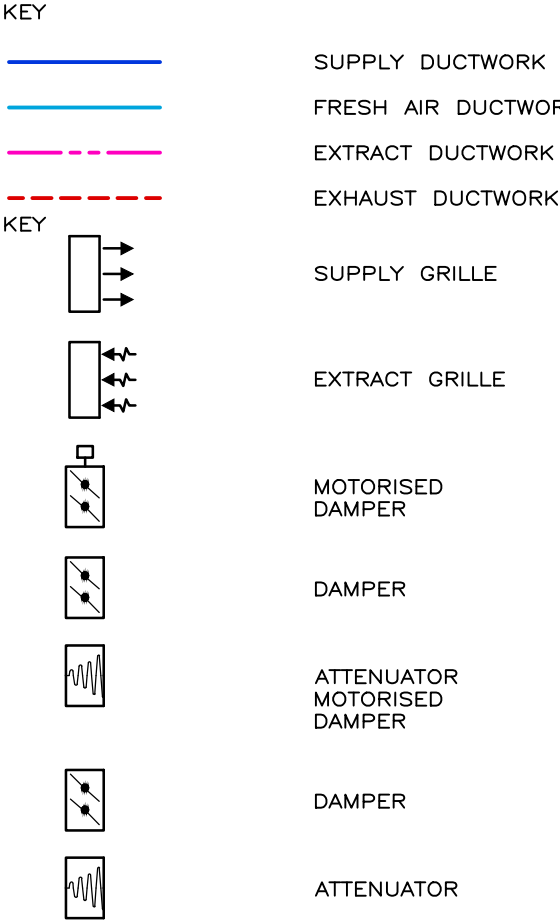 KEY
SUPPLY DUCTWORK
FRESH AIR DUCTWOR
EXTRACT DUCTWORK
EXHAUST DUCTWORK
KEY
SUPPLY GRILLE
EXTRACT GRILLE
MOTORISED
DAMPER
DAMPER
ATTENUATOR
MOTORISED
DAMPER
DAMPER
ATTENUATOR